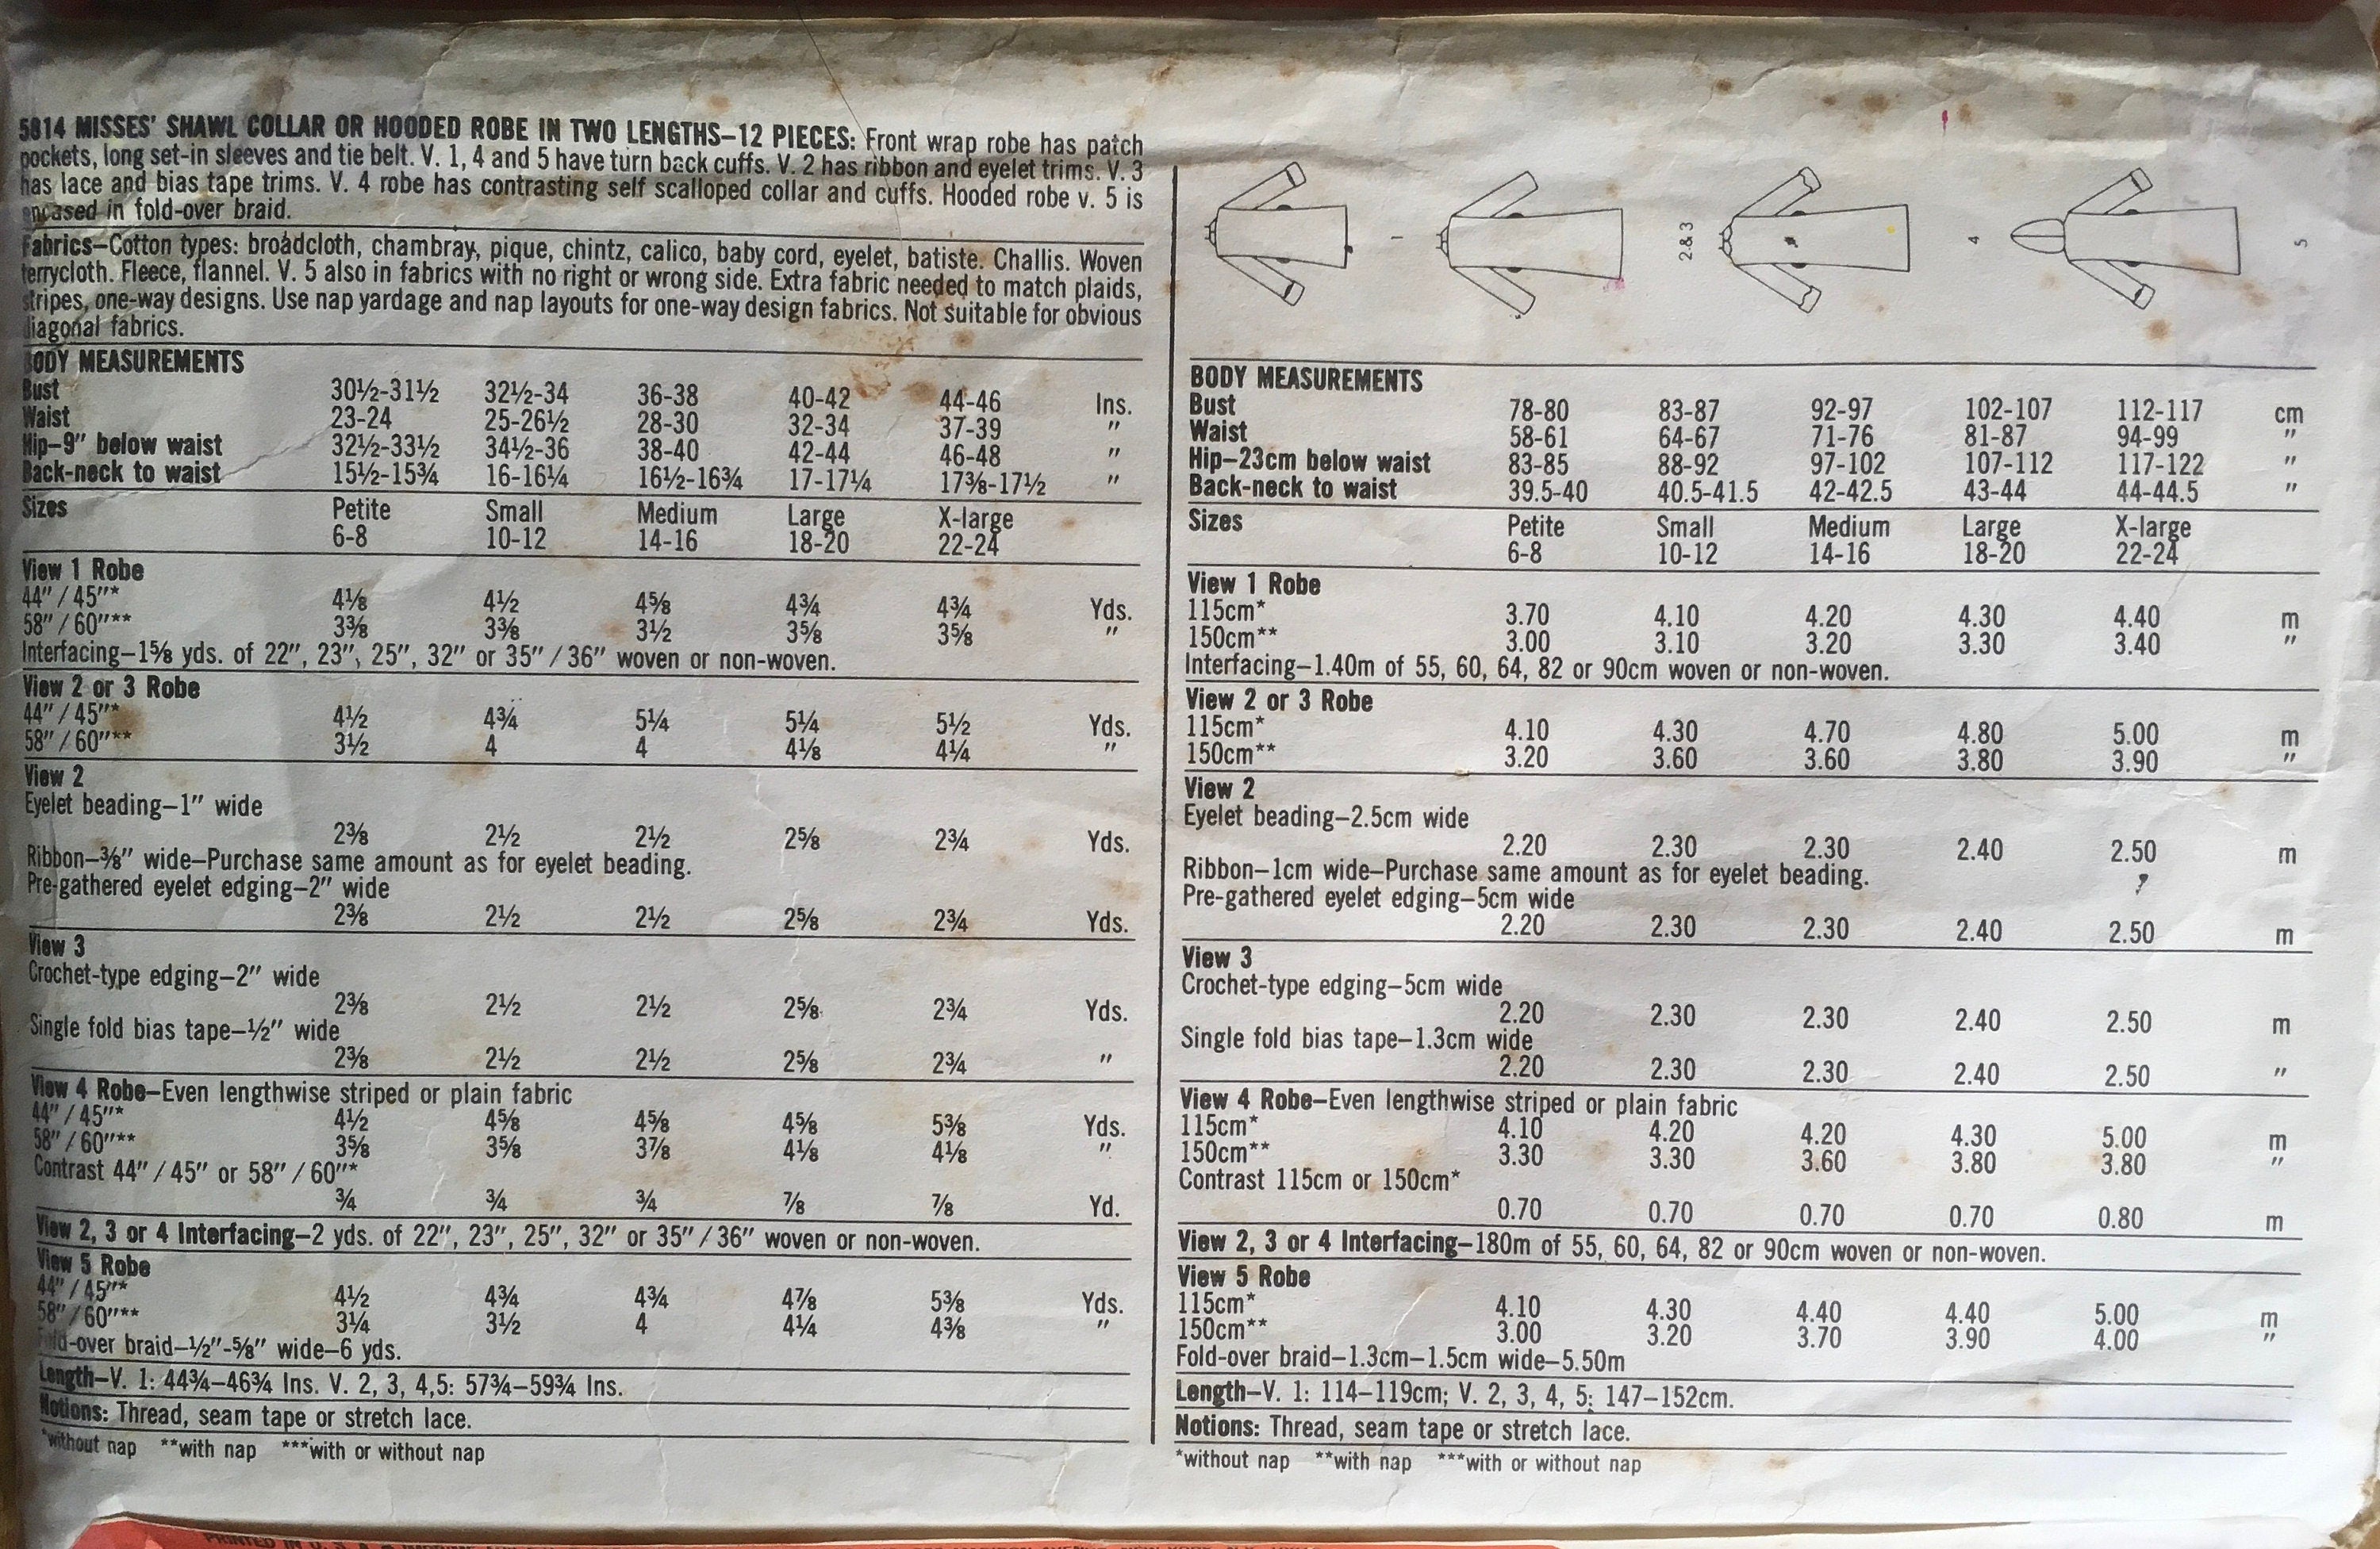 5814 MISSES' SHAWL COLLAR OR HOODED ROBE IN TWO LENGTHS–12 PIECES: Front wrap robe has patch
pockets, long set-in sleeves and tie belt. V. 1, 4 and 5 have turn back cuffs. V. 2 has ribbon and eyelet trims. V. 3
has lace and bias tape trims. V. 4 robe has contrasting self scalloped collar and cuffs. Hooded robe v. 5 is
encased in fold-over braid.
Fabrics–Cotton types: broadcloth, chambray, pique, chintz, calico, baby cord, eyelet, batiste. Challis. Woven
terrycloth. Fleece, flannel. V. 5 also in fabrics with no right or wrong side. Extra fabric needed to match plaids,
stripes, one-way designs. Use nap yardage and nap layouts for one-way design fabrics. Not suitable for obvious
diagonal fabrics.
BODY MEASUREMENTS
Bust 30½-31½ 32½-34 36-38 40-42 44-46 Ins.
Waist 23-24 25-26½ 28-30 32-34 37-39 "
Hip–9" below waist 32½-33½ 34½-36 38-40 42-44 46-48 "
Back-neck to waist 15½-15¾ 16-16¼ 16½-16¾ 17-17¼ 17⅜-17½ "
Sizes Petite Small Medium Large X-large
6-8 10-12 14-16 18-20 22-24
View 1 Robe
44"/45"* 4⅛ 4½ 4⅝ 4¾ 4¾ Yds.
58"/60"** 3⅜ 3⅜ 3½ 3⅝ 3⅝ "
Interfacing–1⅝ yds. of 22", 23", 25", 32" or 35"/36" woven or non-woven.
View 2 or 3 Robe
44"/45"* 4½ 4¾ 5¼ 5¼ 5½ Yds.
58"/60"** 3½ 4 4 4⅛ 4¼ "
View 2
Eyelet beading–1" wide
2⅜ 2½ 2½ 2⅝ 2¾ Yds.
Ribbon–⅜" wide–Purchase same amount as for eyelet beading.
Pre-gathered eyelet edging–2" wide
2⅜ 2½ 2½ 2⅝ 2¾ Yds.
View 3
Crochet-type edging–2" wide
2⅜ 2½ 2½ 2⅝ 2¾ Yds.
Single fold bias tape–½" wide
2⅜ 2½ 2½ 2⅝ 2¾ "
View 4 Robe–Even lengthwise striped or plain fabric
44"/45"* 4½ 4⅝ 4⅝ 4⅝ 5⅜ Yds.
58"/60"** 3⅝ 3⅝ 3⅞ 4⅛ 4⅛ "
Contrast 44"/45" or 58"/60"*
¾ ¾ ¾ ⅞ ⅞ Yd.
View 2, 3 or 4 Interfacing–2 yds. of 22", 23", 25", 32" or 35"/36" woven or non-woven.
View 5 Robe
44"/45"* 4½ 4¾ 4¾ 4⅞ 5⅜ Yds.
58"/60"** 3¼ 3½ 4 4¼ 4⅜ "
Fold-over braid–½"-⅝" wide–6 yds.
Length–V. 1: 44¾–46¾ Ins. V. 2, 3, 4,5: 57¾–59¾ Ins.
Notions: Thread, seam tape or stretch lace.
*without nap **with nap ***with or without nap
1
2&3
4
5
BODY MEASUREMENTS
Bust 78-80 83-87 92-97 102-107 112-117 cm
Waist 58-61 64-67 71-76 81-87 94-99 "
Hip–23cm below waist 83-85 88-92 97-102 107-112 117-122 "
Back-neck to waist 39.5-40 40.5-41.5 42-42.5 43-44 44-44.5 "
Sizes Petite Small Medium Large X-large
6-8 10-12 14-16 18-20 22-24
View 1 Robe
115cm* 3.70 4.10 4.20 4.30 4.40 m
150cm** 3.00 3.10 3.20 3.30 3.40 "
Interfacing–1.40m of 55, 60, 64, 82 or 90cm woven or non-woven.
View 2 or 3 Robe
115cm* 4.10 4.30 4.70 4.80 5.00 m
150cm** 3.20 3.60 3.60 3.80 3.90 "
View 2
Eyelet beading–2.5cm wide
2.20 2.30 2.30 2.40 2.50 m
Ribbon–1cm wide–Purchase same amount as for eyelet beading.
Pre-gathered eyelet edging–5cm wide
2.20 2.30 2.30 2.40 2.50 m
View 3
Crochet-type edging–5cm wide
2.20 2.30 2.30 2.40 2.50 m
Single fold bias tape–1.3cm wide
2.20 2.30 2.30 2.40 2.50 "
View 4 Robe–Even lengthwise striped or plain fabric
115cm* 4.10 4.20 4.20 4.30 5.00 m
150cm** 3.30 3.30 3.60 3.80 3.80 "
Contrast 115cm or 150cm*
0.70 0.70 0.70 0.70 0.80 m
View 2, 3 or 4 Interfacing–180m of 55, 60, 64, 82 or 90cm woven or non-woven.
View 5 Robe
115cm* 4.10 4.30 4.40 4.40 5.00 m
150cm** 3.00 3.20 3.70 3.90 4.00 "
Fold-over braid–1.3cm–1.5cm wide–5.50m
Length–V. 1: 114–119cm; V. 2, 3, 4, 5: 147–152cm.
Notions: Thread, seam tape or stretch lace.
*without nap **with nap ***with or without nap
PRINTED IN U. S. A.